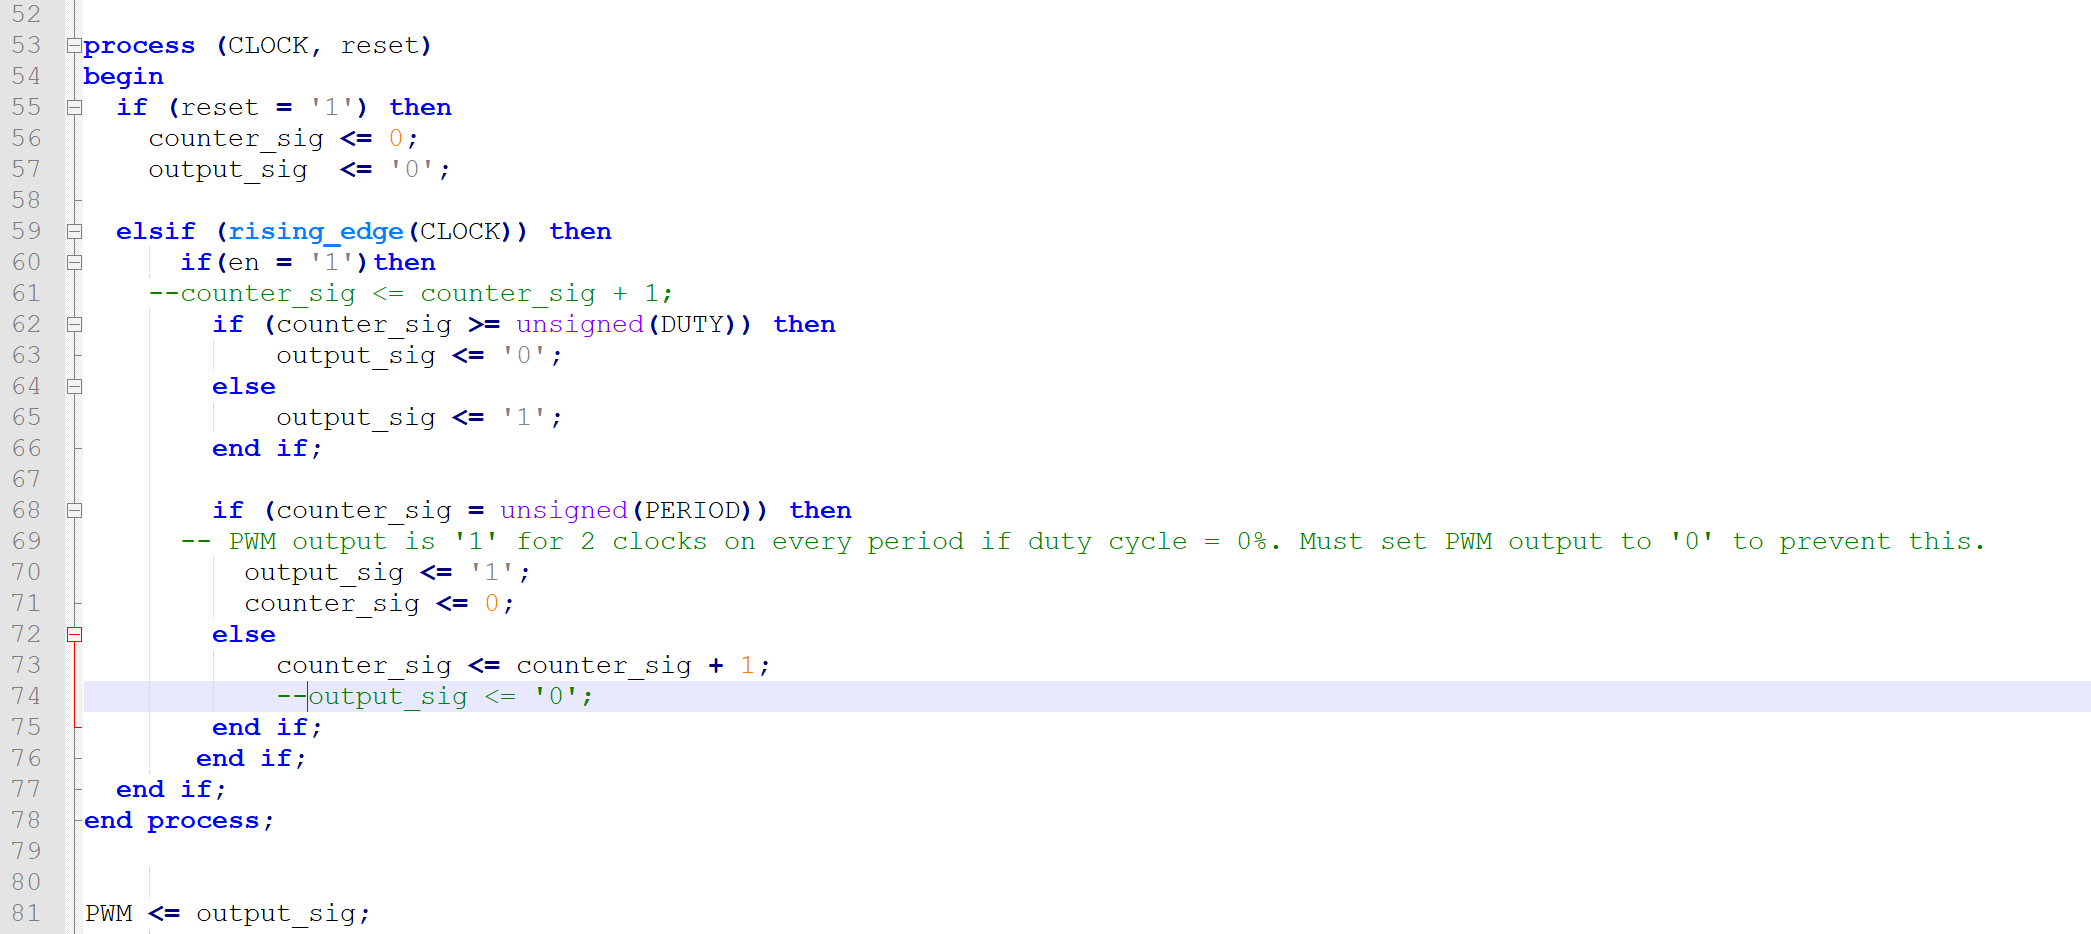 52
53 process (CLOCK, reset)
54 begin
55 if (reset = '1') then
56 counter_sig <= 0;
57 output_sig <= '0';
58
59 elsif (rising_edge(CLOCK)) then
60 if(en = '1')then
61 --counter_sig <= counter_sig + 1;
62 if (counter_sig >= unsigned(DUTY)) then
63 output_sig <= '0';
64 else
65 output_sig <= '1';
66 end if;
67
68 if (counter_sig = unsigned(PERIOD)) then
69 -- PWM output is '1' for 2 clocks on every period if duty cycle = 0%. Must set PWM output to '0' to prevent this.
70 output_sig <= '1';
71 counter_sig <= 0;
72 else
73 counter_sig <= counter_sig + 1;
74 --output_sig <= '0';
75 end if;
76 end if;
77 end if;
78 end process;
79
80
81 PWM <= output_sig;